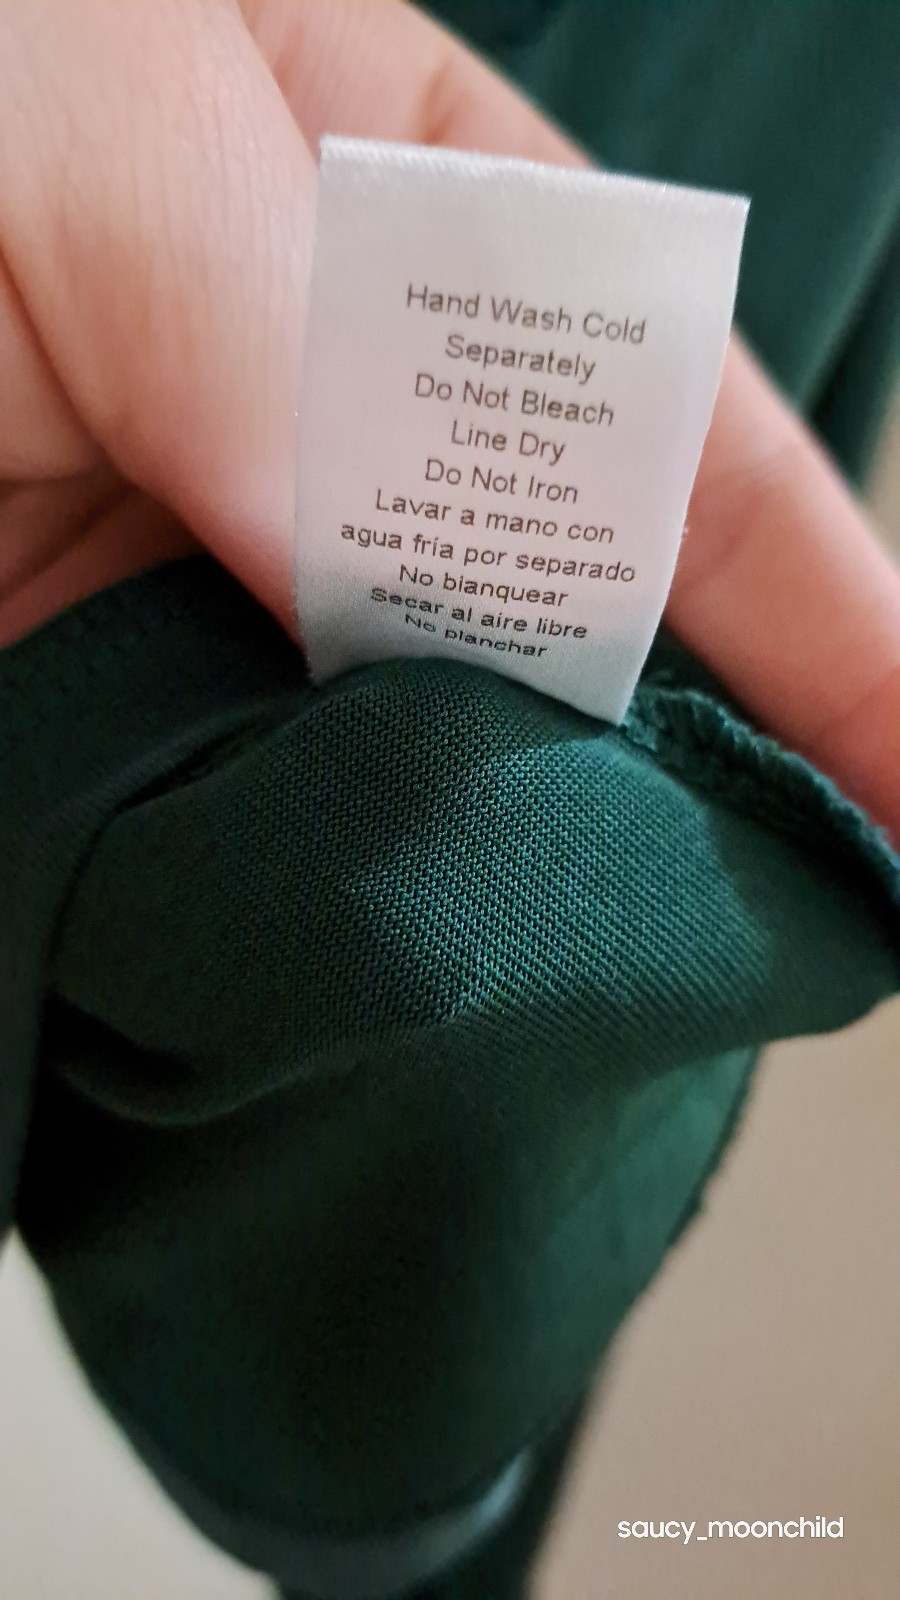 Hand Wash Cold
Separately
Do Not Bleach
Line Dry
Do Not Iron
Lavar a mano con
agua fría por separado
No bianquear
Secar al aire libre
No planchar
saucy_moonchild